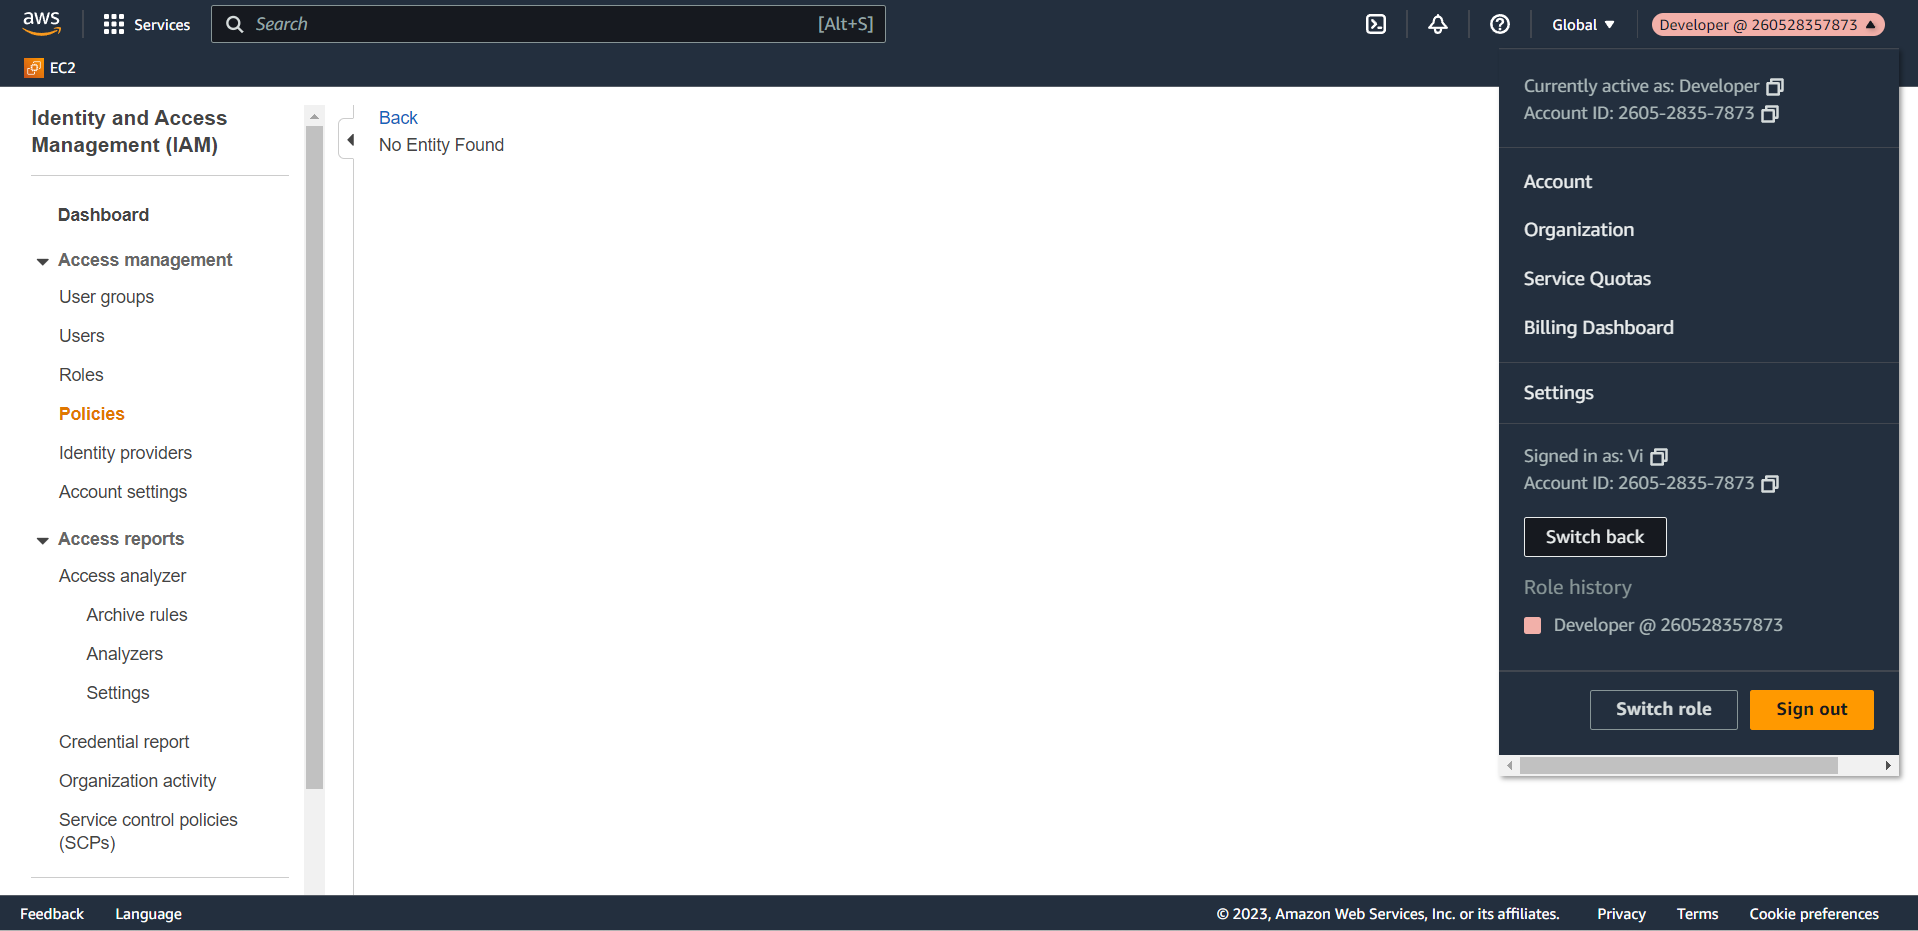 aws
Services
Search
[Alt+S]
Global
Developer @ 260528357873
EC2
Identity and Access
Management (IAM)
Dashboard
Access management
User groups
Users
Roles
Policies
Identity providers
Account settings
Access reports
Access analyzer
Archive rules
Analyzers
Settings
Credential report
Organization activity
Service control policies
(SCPs)
Back
No Entity Found
Currently active as: Developer
Account ID: 2605-2835-7873
Account
Organization
Service Quotas
Billing Dashboard
Settings
Signed in as: Vi
Account ID: 2605-2835-7873
Switch back
Role history
Developer @ 260528357873
Switch role
Sign out
Feedback
Language
© 2023, Amazon Web Services, Inc. or its affiliates.
Privacy
Terms
Cookie preferences